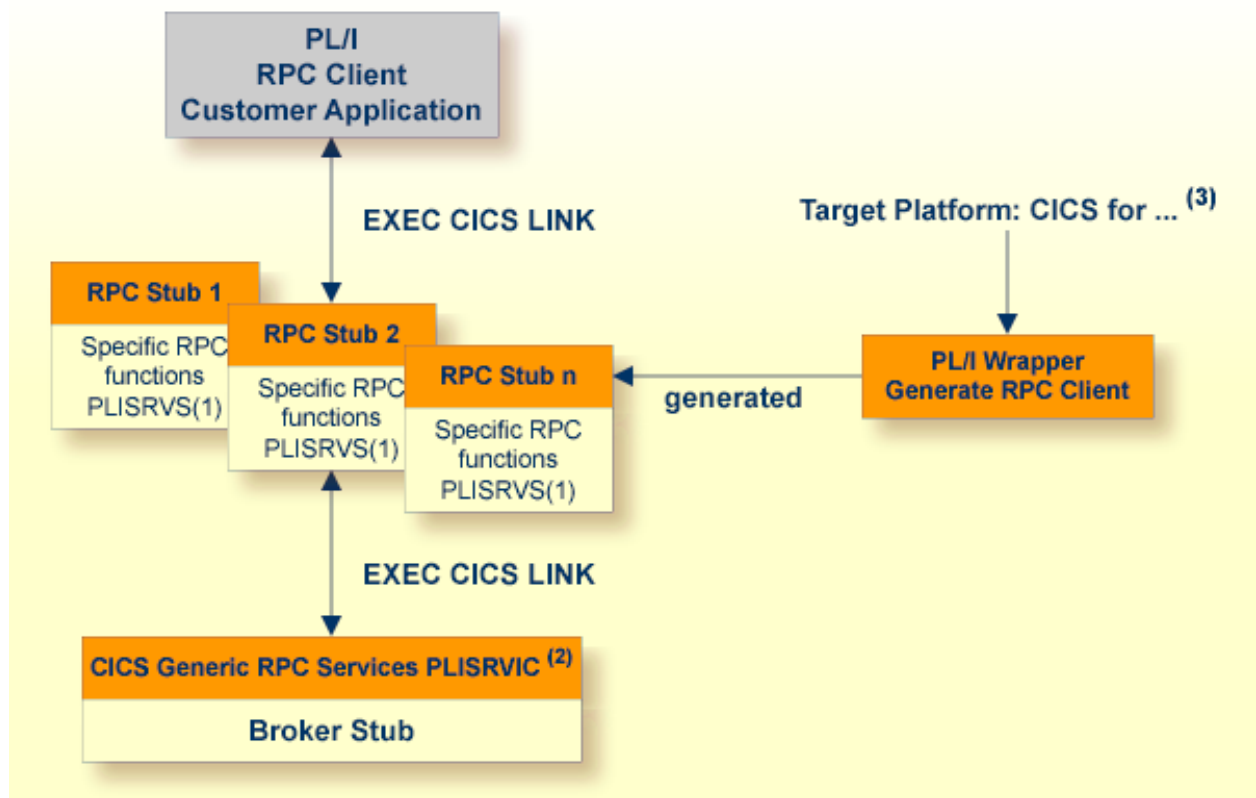 PL/I
RPC Client
Customer Application
EXEC CICS LINK
Target Platform: CICS for ... (3)
RPC Stub 1
Specific RPC
functions
PLISRVS(1)
RPC Stub 2
Specific RPC
functions
PLISRVS(1)
RPC Stub n
Specific RPC
functions
PLISRVS(1)
generated
PL/I Wrapper
Generate RPC Client
EXEC CICS LINK
CICS Generic RPC Services PLISRVIC (2)
Broker Stub